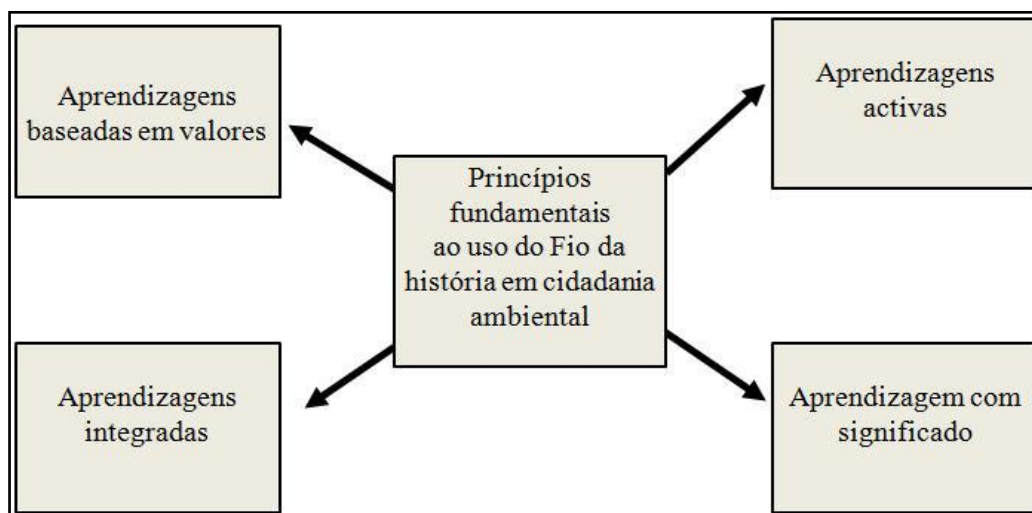 Aprendizagens
baseadas em valores
Aprendizagens
activas
Princípios
fundamentais
ao uso do Fio da
história em cidadania
ambiental
Aprendizagens
integradas
Aprendizagem com
significado